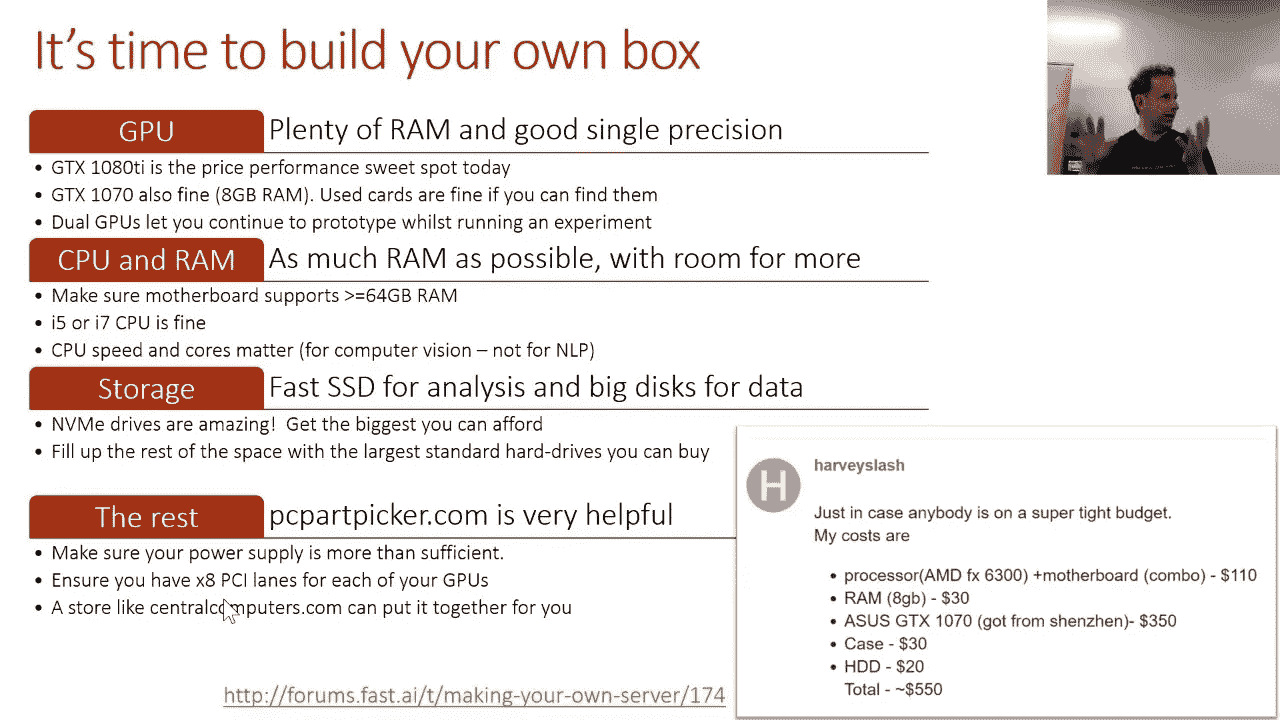 It's time to build your own box
GPU
Plenty of RAM and good single precision
• GTX 1080ti is the price performance sweet spot today
• GTX 1070 also fine (8GB RAM). Used cards are fine if you can find them
• Dual GPUs let you continue to prototype whilst running an experiment
CPU and RAM
As much RAM as possible, with room for more
• Make sure motherboard supports >=64GB RAM
• i5 or i7 CPU is fine
• CPU speed and cores matter (for computer vision – not for NLP)
Storage
Fast SSD for analysis and big disks for data
• NVMe drives are amazing! Get the biggest you can afford
• Fill up the rest of the space with the largest standard hard-drives you can buy
The rest
pcpartpicker.com is very helpful
• Make sure your power supply is more than sufficient.
• Ensure you have x8 PCI lanes for each of your GPUs
• A store like centralcomputers.com can put it together for you
http://forums.fast.ai/t/making-your-own-server/174
H
harveyslash
Just in case anybody is on a super tight budget.
My costs are
• processor(AMD fx 6300) +motherboard (combo) - $110
• RAM (8gb) - $30
• ASUS GTX 1070 (got from shenzhen)- $350
• Case - $30
• HDD - $20
Total - ~$550